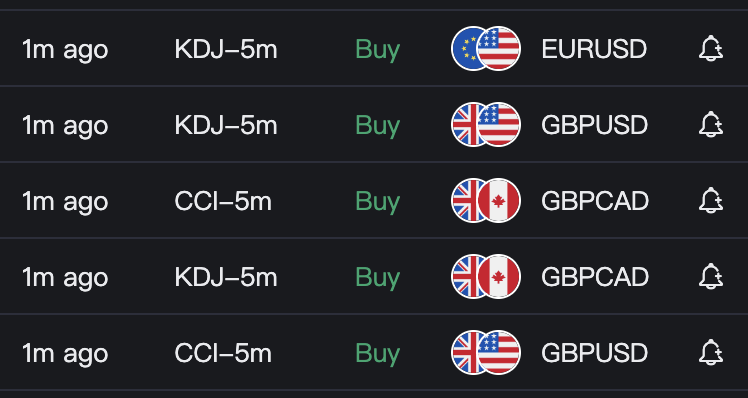 1m ago KDJ–5m Buy EURUSD
1m ago KDJ–5m Buy GBPUSD
1m ago CCI–5m Buy GBPCAD
1m ago KDJ–5m Buy GBPCAD
1m ago CCI–5m Buy GBPUSD